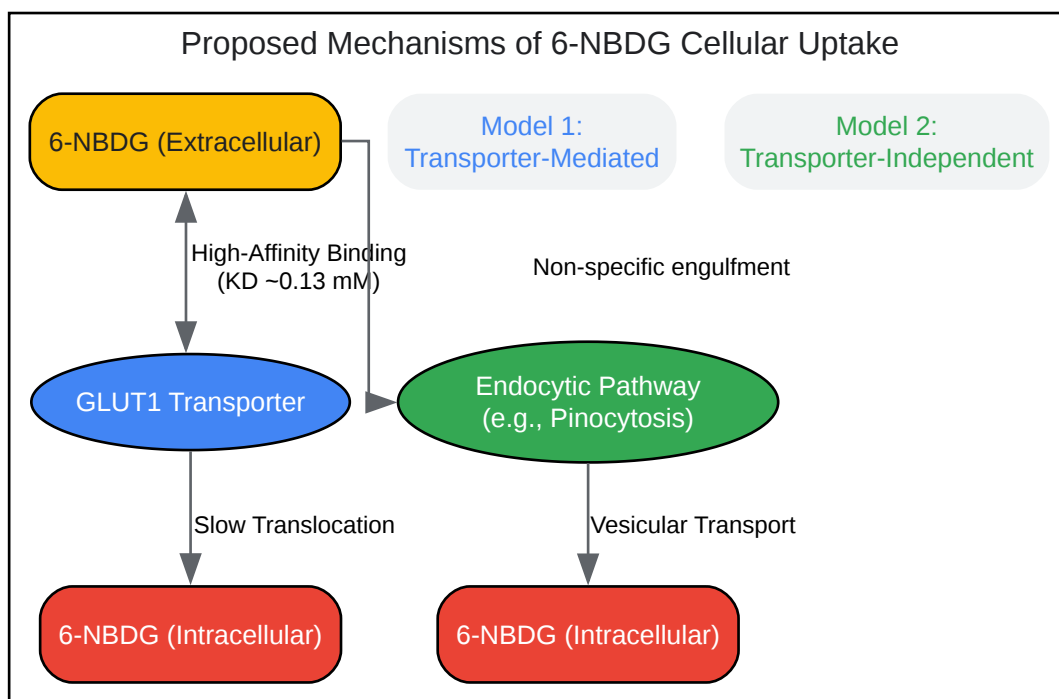 Proposed Mechanisms of 6-NBDG Cellular Uptake
6-NBDG (Extracellular)
Model 1:
Transporter-Mediated
Model 2:
Transporter-Independent
High-Affinity Binding
(KD ~0.13 mM)
Non-specific engulfment
GLUT1 Transporter
Endocytic Pathway
(e.g., Pinocytosis)
Slow Translocation
Vesicular Transport
6-NBDG (Intracellular)
6-NBDG (Intracellular)